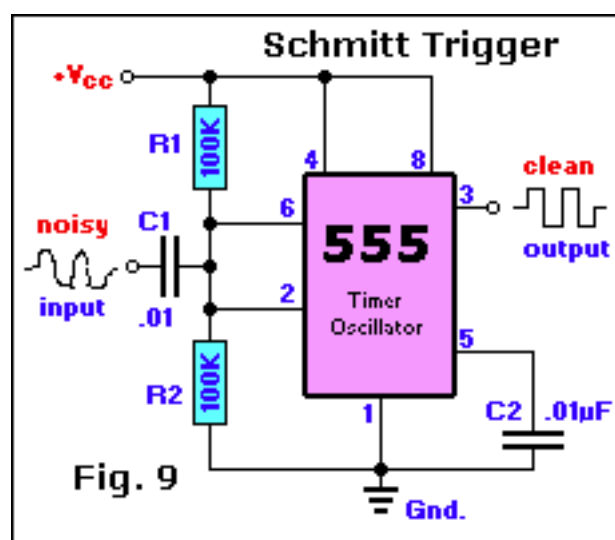 Schmitt Trigger
+Vcc
R1
100K
4
8
3
clean
output
noisy
input
C1
.01
6
2
555
Timer
Oscillator
5
R2
100K
1
C2
.01µF
Fig. 9
Gnd.